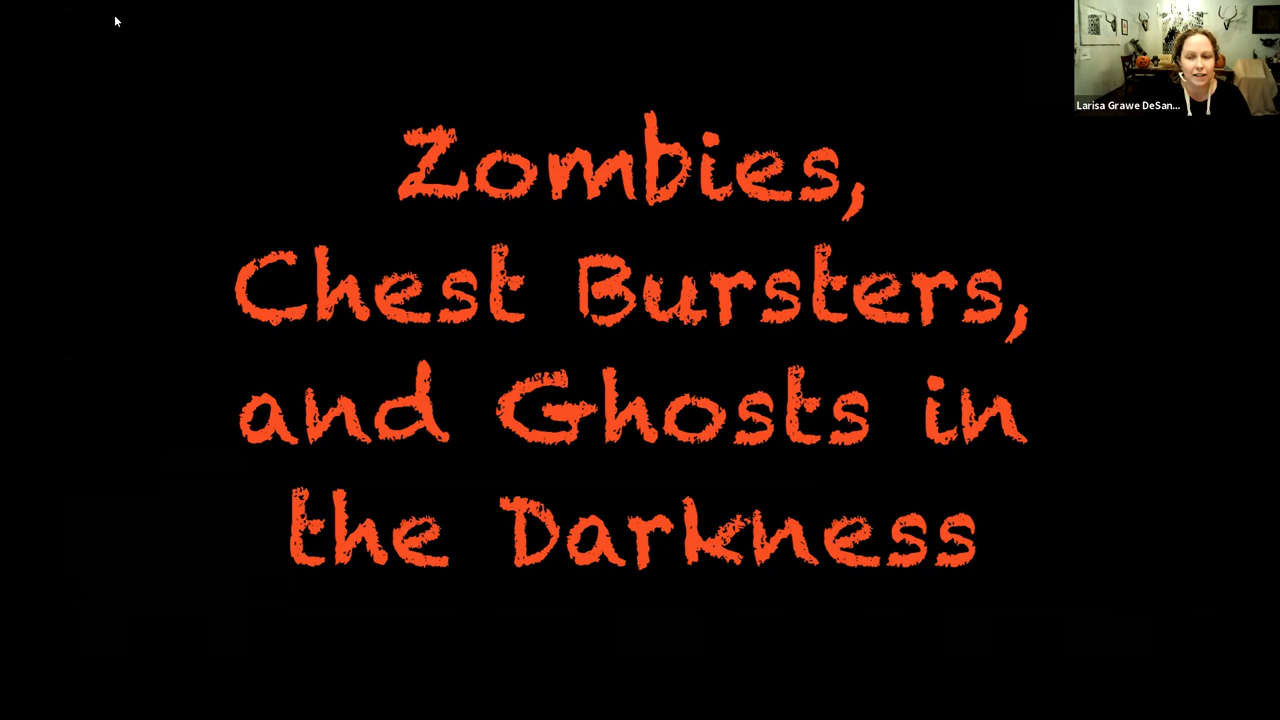 Zombies,
Chest Bursters,
and Ghosts in
the Darkness
Larisa Grawe DeSan...